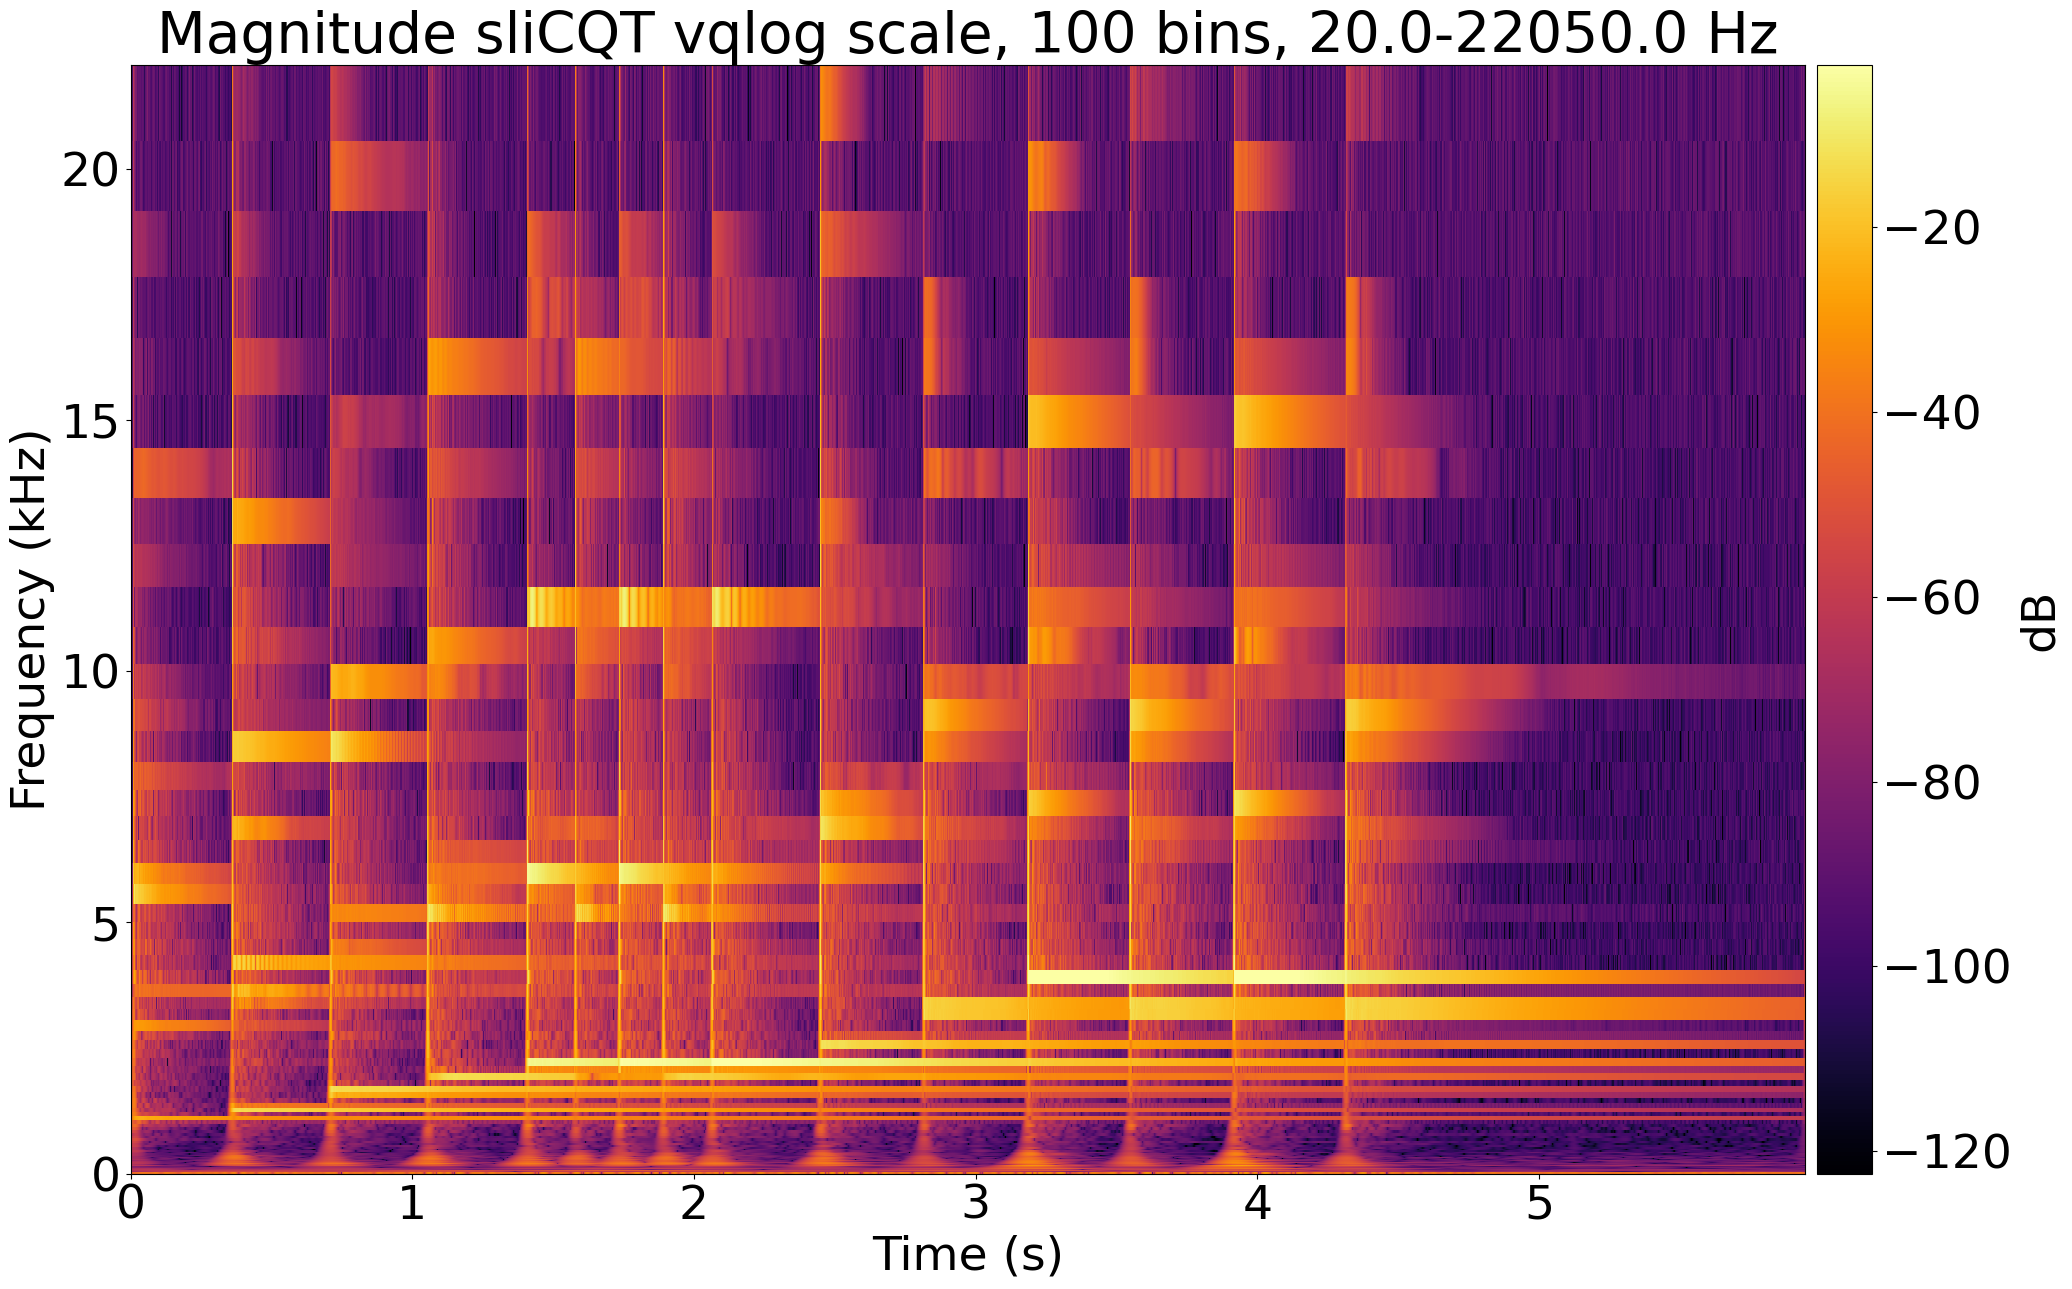 Magnitude sliCQT vqlog scale, 100 bins, 20.0-22050.0 Hz
Frequency (kHz)
20
15
10
5
0
0 1 2 3 4 5
Time (s)
−20
−40
−60
−80
−100
−120
dB